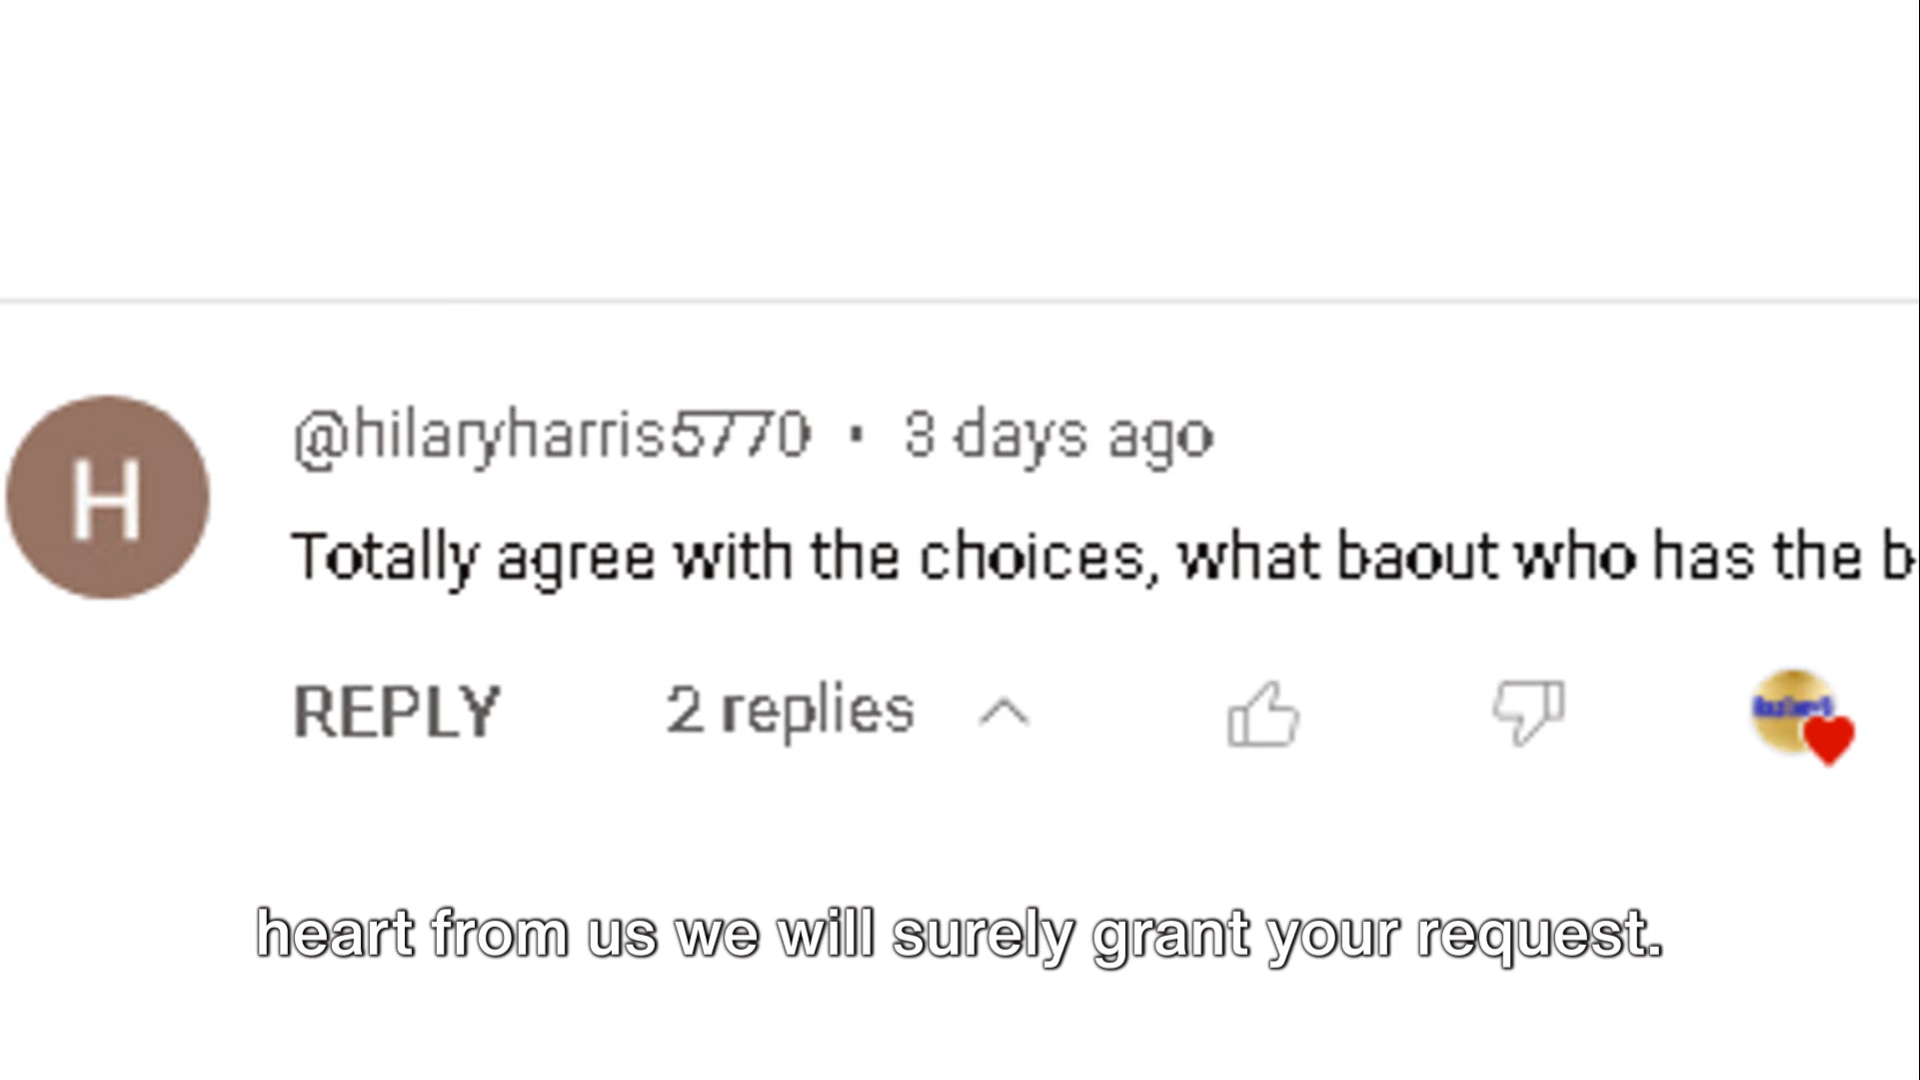 H
@hilaryharris5770 · 3 days ago
Totally agree with the choices, what baout who has the b
REPLY 2 replies
heart from us we will surely grant your request.